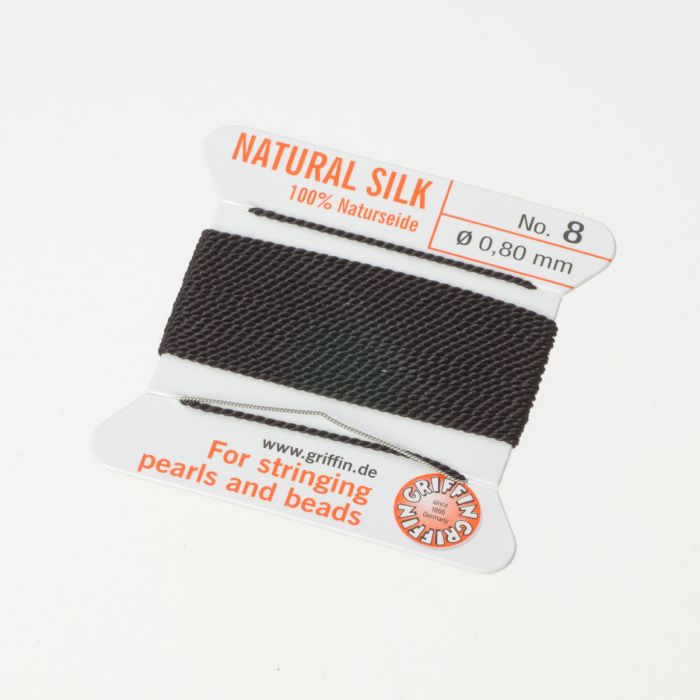 NATURAL SILK
100% Naturseide
No. 8
Ø 0,80 mm
www.griffin.de
For stringing
pearls and beads
GRIFFIN GRIFFIN
since
1866
Germany